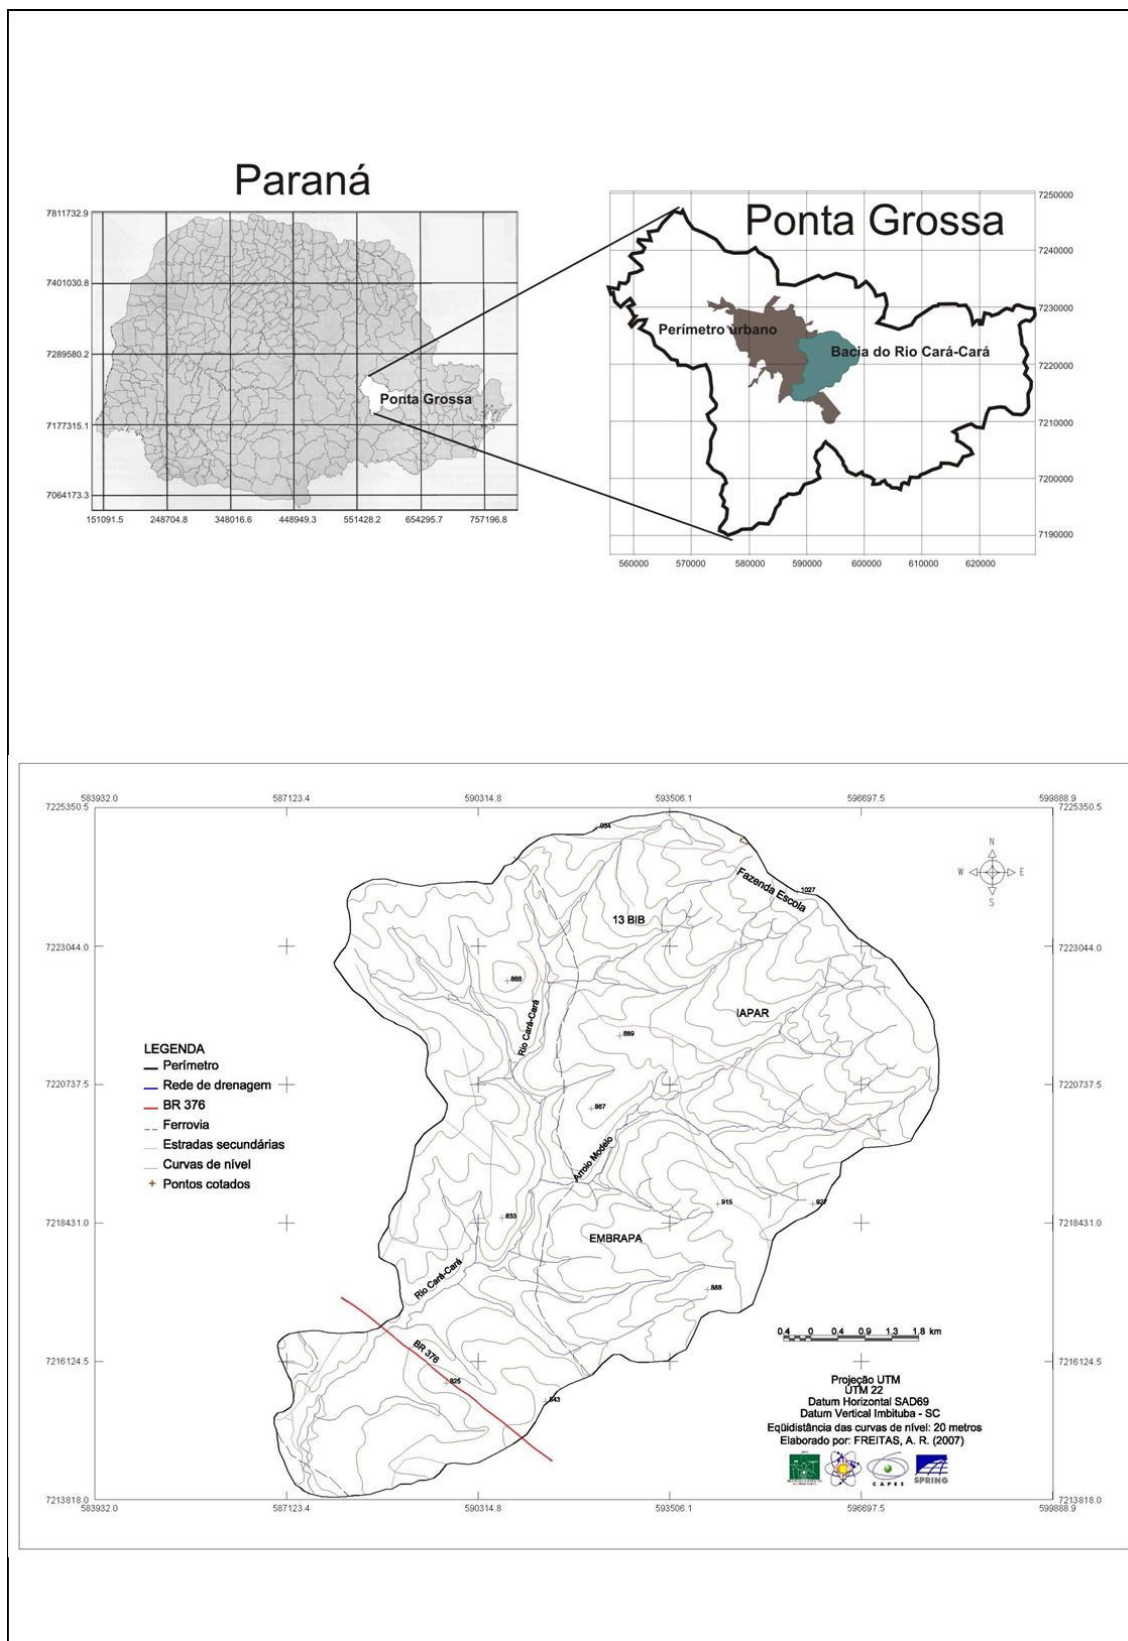 Paraná
7811732.9
7401030.8
7289580.2
7177315.1
7064173.3
151091.5 248704.8 348016.6 448949.3 551428.2 654295.7 757196.8
Ponta Grossa
Ponta Grossa
7250000
7240000
7230000
7220000
7210000
7200000
7190000
560000 570000 580000 590000 600000 610000 620000
Perímetro urbano
Bacia do Rio Cará-Cará
583932.0 587123.4 590314.8 593506.1 596697.5 599888.9
7225350.5 7225350.5
7223044.0 7223044.0
7220737.5 7220737.5
7218431.0 7218431.0
7216124.5 7216124.5
7213818.0 7213818.0
583932.0 587123.4 590314.8 593506.1 596697.5 599888.9
N
W E
S
Fazenda Escola
1027
13 BIB
Rio Cará-Cará
IAPAR
889
867
Arroio Modelo
915
927
833
EMBRAPA
Rio Cará-Cará
888
BR 376
825
843
LEGENDA
Perímetro
Rede de drenagem
BR 376
Ferrovia
Estradas secundárias
Curvas de nível
Pontos cotados
0.4 0 0.4 0.9 1.3 1.8 km
Projeção UTM
UTM 22
Datum Horizontal SAD69
Datum Vertical Imbituba - SC
Eqüidistância das curvas de nível: 20 metros
Elaborado por: FREITAS, A. R. (2007)
CAPES
SPRING